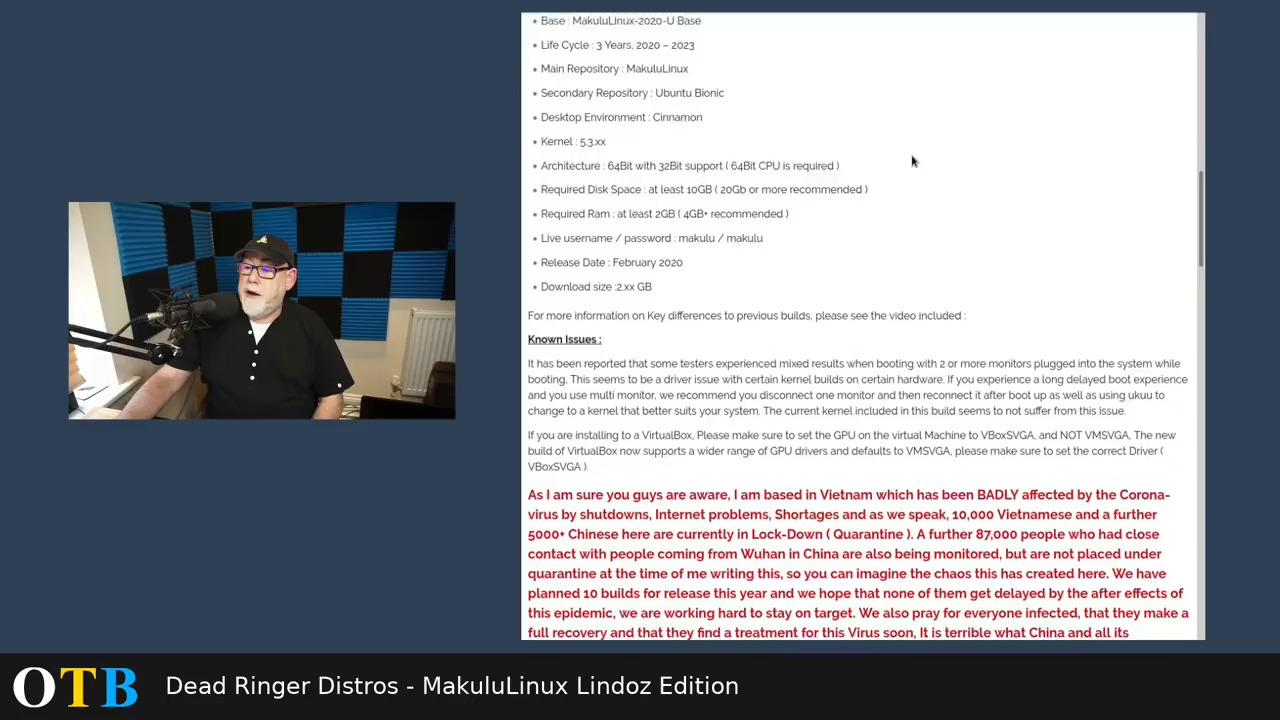 Base : MakuluLinux-2020-U Base
Life Cycle : 3 Years, 2020 – 2023
Main Repository : MakuluLinux
Secondary Repository : Ubuntu Bionic
Desktop Environment : Cinnamon
Kernel : 5.3.xx
Architecture : 64Bit with 32Bit support ( 64Bit CPU is required )
Required Disk Space : at least 10GB ( 20Gb or more recommended )
Required Ram : at least 2GB ( 4GB+ recommended )
Live username / password : makulu / makulu
Release Date : February 2020
Download size :2.xx GB
For more information on Key differences to previous builds, please see the video included :
Known Issues :
It has been reported that some testers experienced mixed results when booting with 2 or more monitors plugged into the system while
booting, This seems to be a driver issue with certain kernel builds on certain hardware. If you experience a long delayed boot experience
and you use multi monitor, we recommend you disconnect one monitor and then reconnect it after boot up as well as using ukuu to
change to a kernel that better suits your system. The current kernel included in this build seems to not suffer from this issue.
If you are installing to a VirtualBox, Please make sure to set the GPU on the virtual Machine to VBoxSVGA, and NOT VMSVGA, The new
build of VirtualBox now supports a wider range of GPU drivers and defaults to VMSVGA, please make sure to set the correct Driver (
VBoxSVGA ).
As I am sure you guys are aware, I am based in Vietnam which has been BADLY affected by the Corona-
virus by shutdowns, Internet problems, Shortages and as we speak, 10,000 Vietnamese and a further
5000+ Chinese here are currently in Lock-Down ( Quarantine ). A further 87,000 people who had close
contact with people coming from Wuhan in China are also being monitored, but are not placed under
quarantine at the time of me writing this, so you can imagine the chaos this has created here. We have
planned 10 builds for release this year and we hope that none of them get delayed by the after effects of
this epidemic, we are working hard to stay on target. We also pray for everyone infected, that they make a
full recovery and that they find a treatment for this Virus soon, It is terrible what China and all its
OTB Dead Ringer Distros - MakuluLinux Lindoz Edition